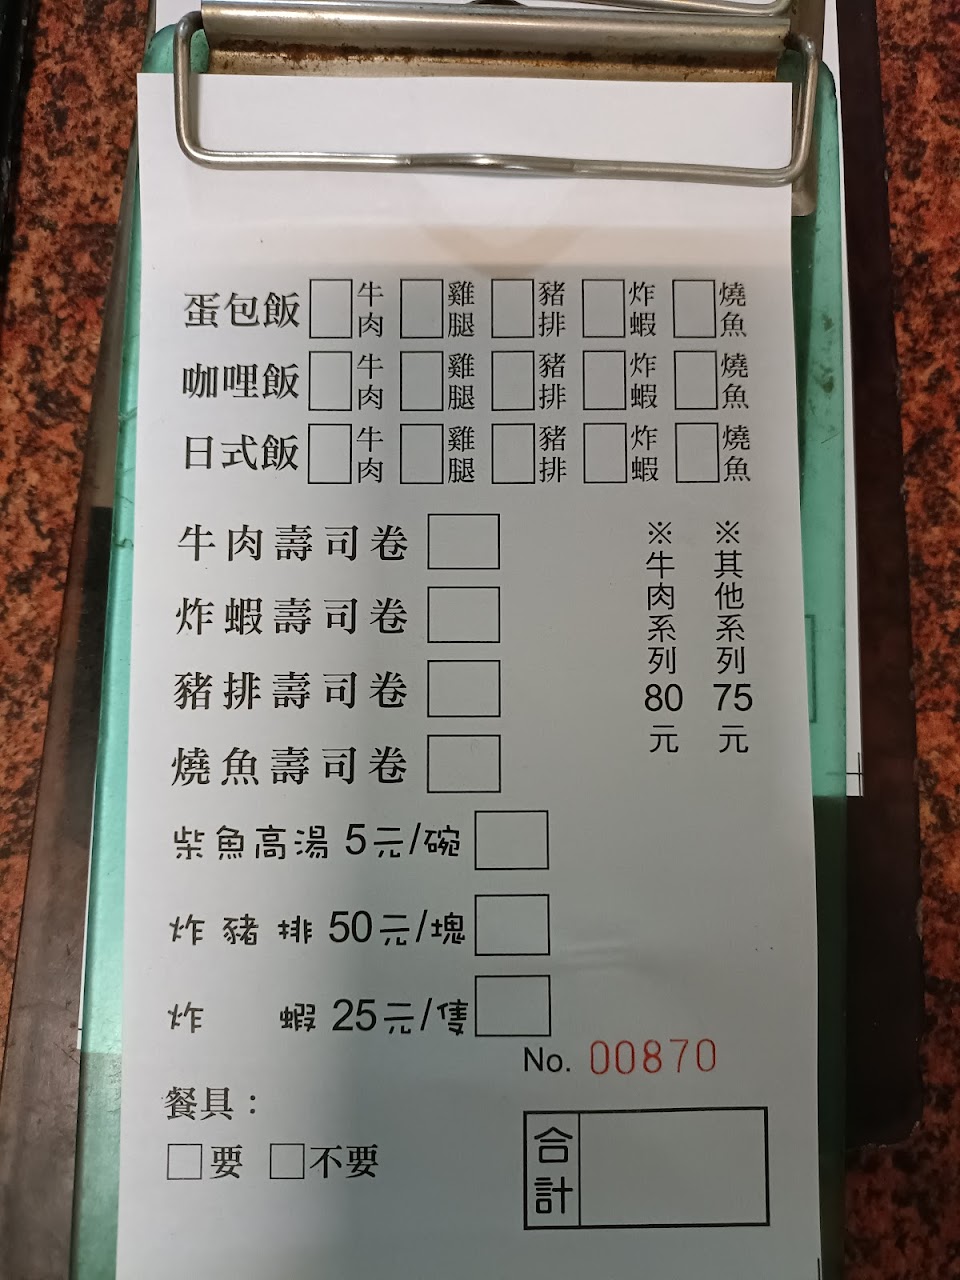 蛋包飯 □牛肉 □雞腿 □豬排 □炸蝦 □燒魚
咖哩飯 □牛肉 □雞腿 □豬排 □炸蝦 □燒魚
日式飯 □牛肉 □雞腿 □豬排 □炸蝦 □燒魚
牛肉壽司卷 □
炸蝦壽司卷 □
豬排壽司卷 □
燒魚壽司卷 □
※其他系列75元
※牛肉系列80元
柴魚高湯 5元/碗 □
炸豬排 50元/塊 □
炸 蝦 25元/隻 □
No. 00870
餐具：
□要 □不要
合計